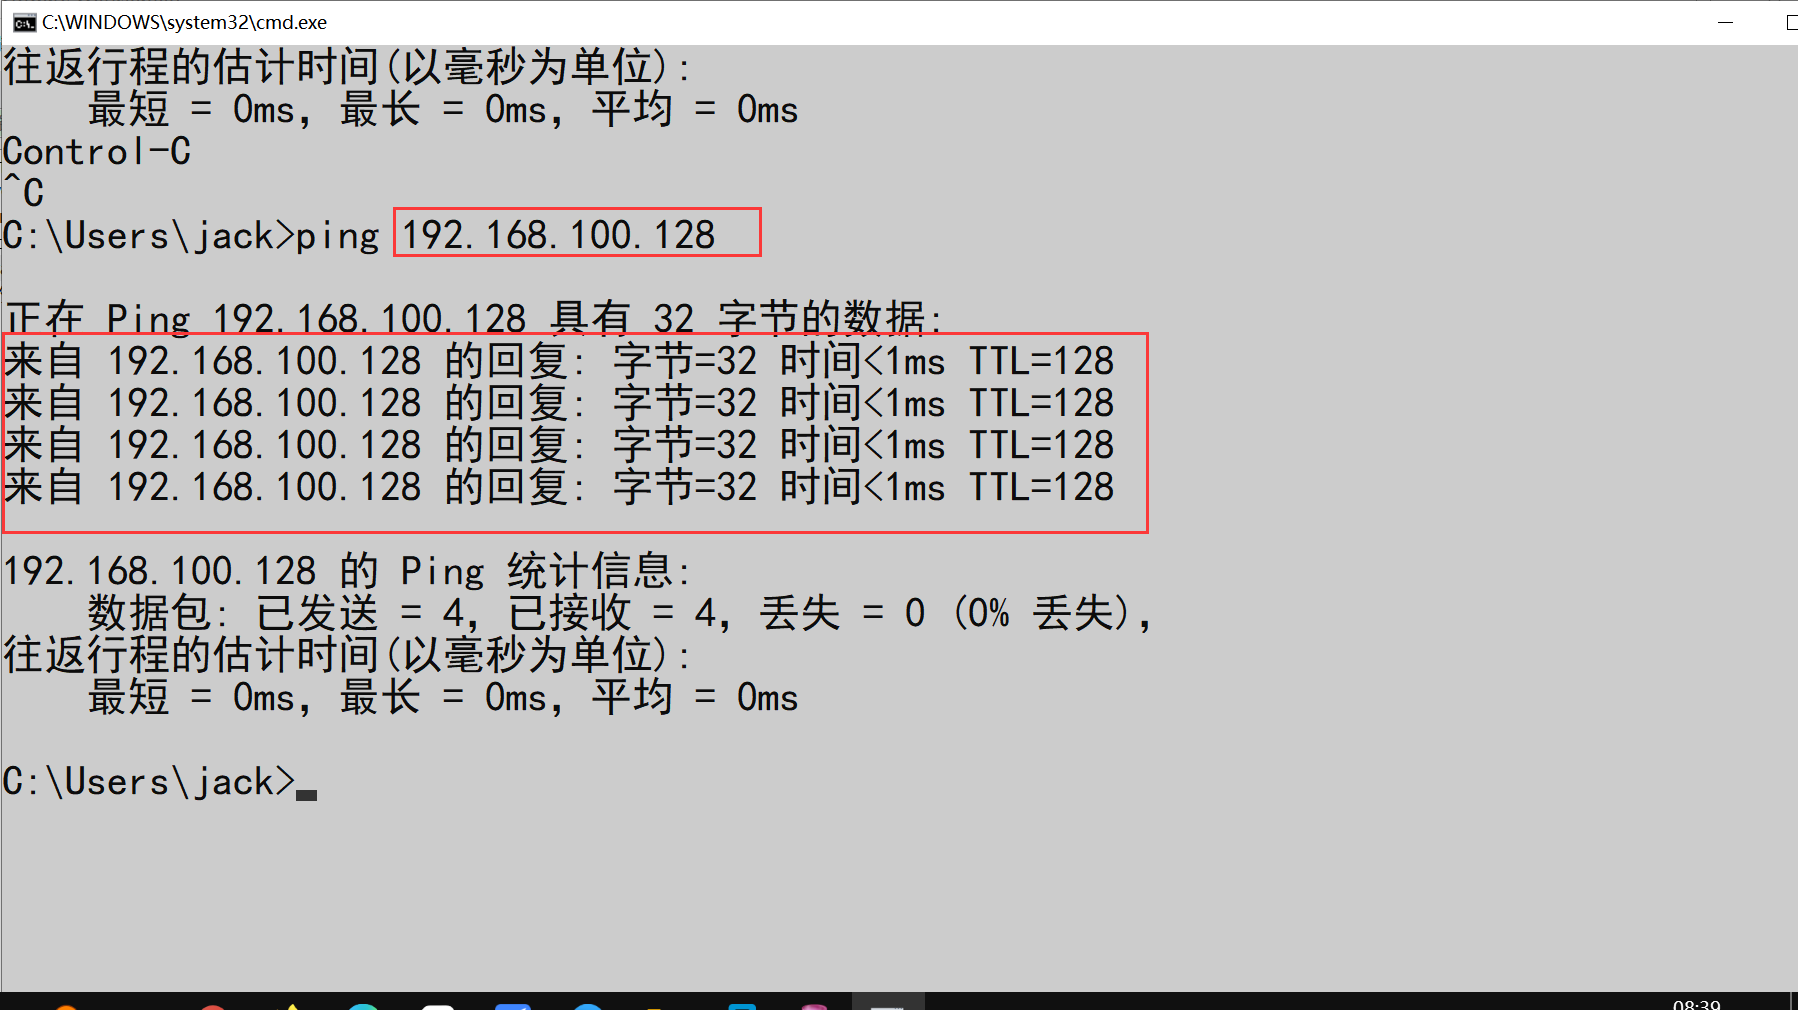 C:\WINDOWS\system32\cmd.exe
往返行程的估计时间(以毫秒为单位):
    最短 = 0ms，最长 = 0ms，平均 = 0ms
Control-C
^C
C:\Users\jack>ping 192.168.100.128
正在 Ping 192.168.100.128 具有 32 字节的数据:
来自 192.168.100.128 的回复: 字节=32 时间<1ms TTL=128
来自 192.168.100.128 的回复: 字节=32 时间<1ms TTL=128
来自 192.168.100.128 的回复: 字节=32 时间<1ms TTL=128
来自 192.168.100.128 的回复: 字节=32 时间<1ms TTL=128
192.168.100.128 的 Ping 统计信息:
    数据包: 已发送 = 4，已接收 = 4，丢失 = 0 (0% 丢失)，
往返行程的估计时间(以毫秒为单位):
    最短 = 0ms，最长 = 0ms，平均 = 0ms
C:\Users\jack>
08:39